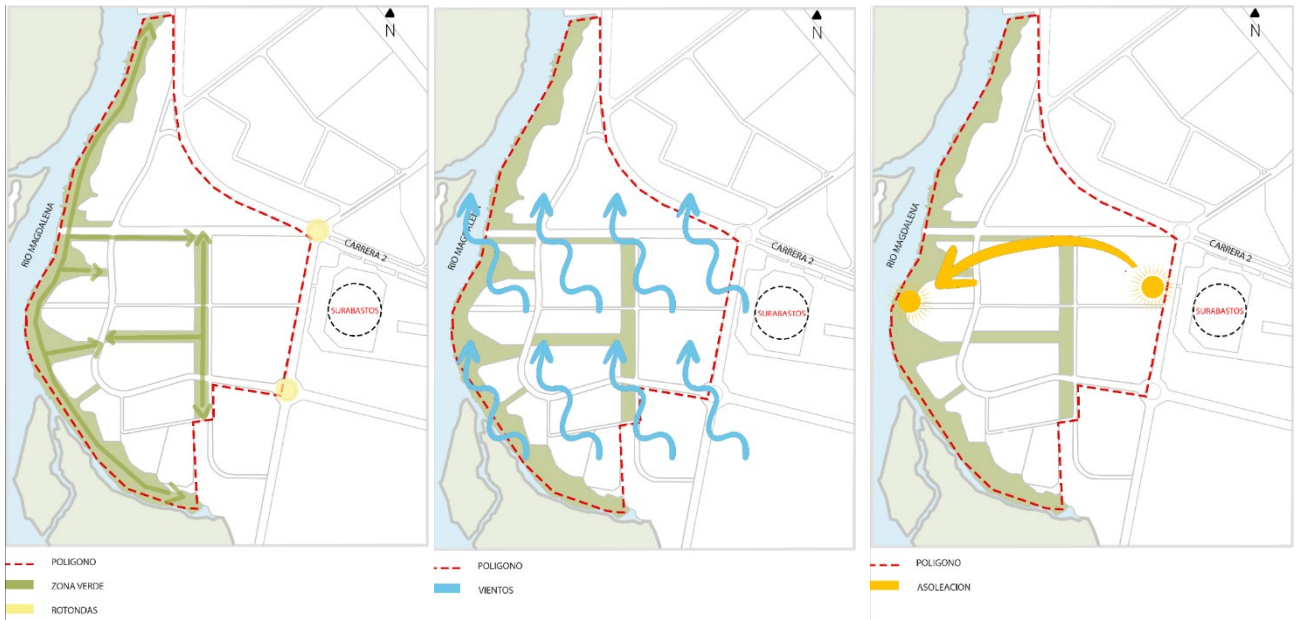 N
RIO MAGDALENA
CARRERA 2
SURABASTOS
POLIGONO
ZONA VERDE
ROTONDAS
N
RIO MAGDALENA
CARRERA 2
SURABASTOS
POLIGONO
VIENTOS
N
RIO MAGDALENA
CARRERA 2
SURABASTOS
POLIGONO
ASOLEACION